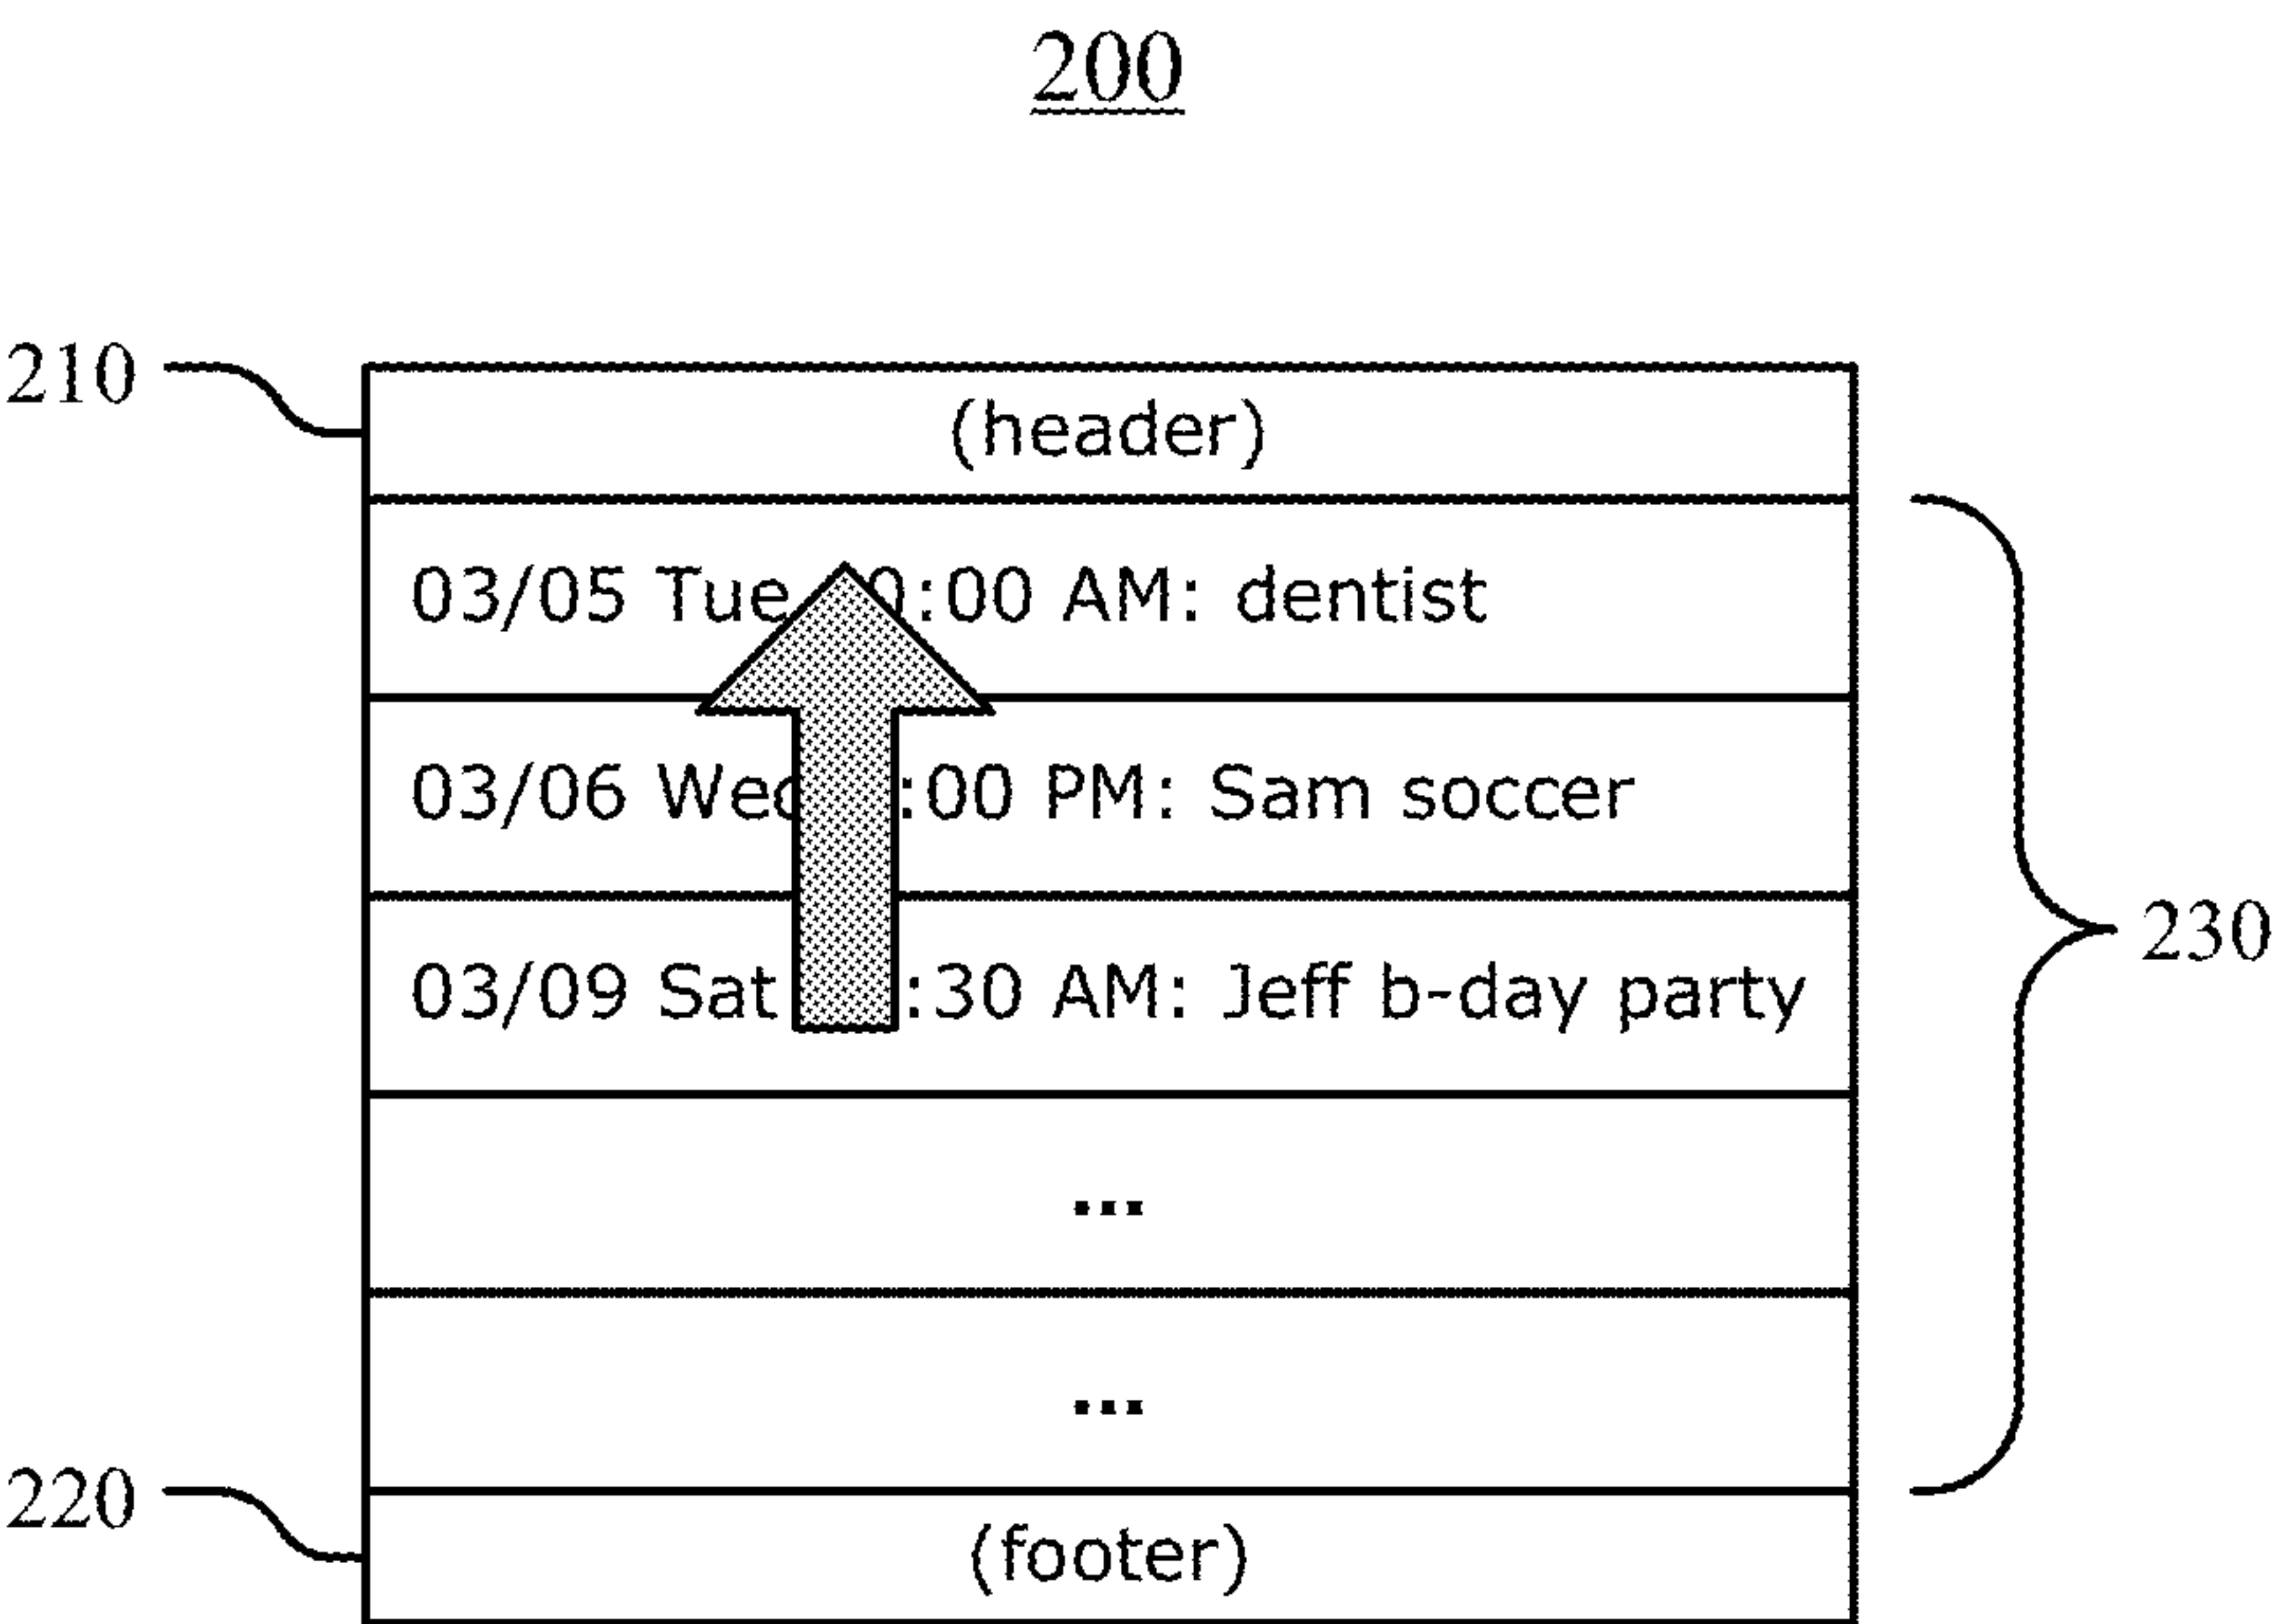 200
210
(header)
03/05 Tue :00 AM: dentist
03/06 Wed :00 PM: Sam soccer
03/09 Sat :30 AM: Jeff b-day party
230
...
...
220
(footer)